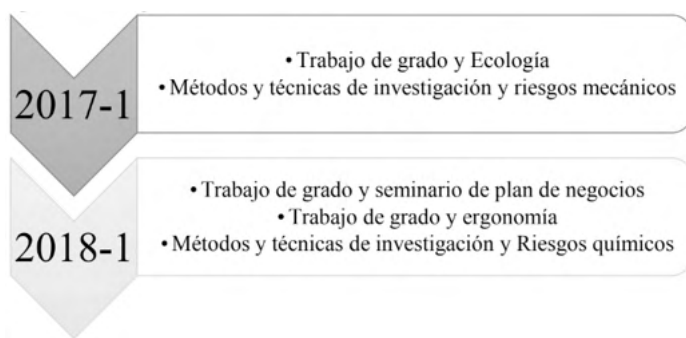 2017-1
• Trabajo de grado y Ecología
• Métodos y técnicas de investigación y riesgos mecánicos
2018-1
• Trabajo de grado y seminario de plan de negocios
• Trabajo de grado y ergonomía
• Métodos y técnicas de investigación y Riesgos químicos